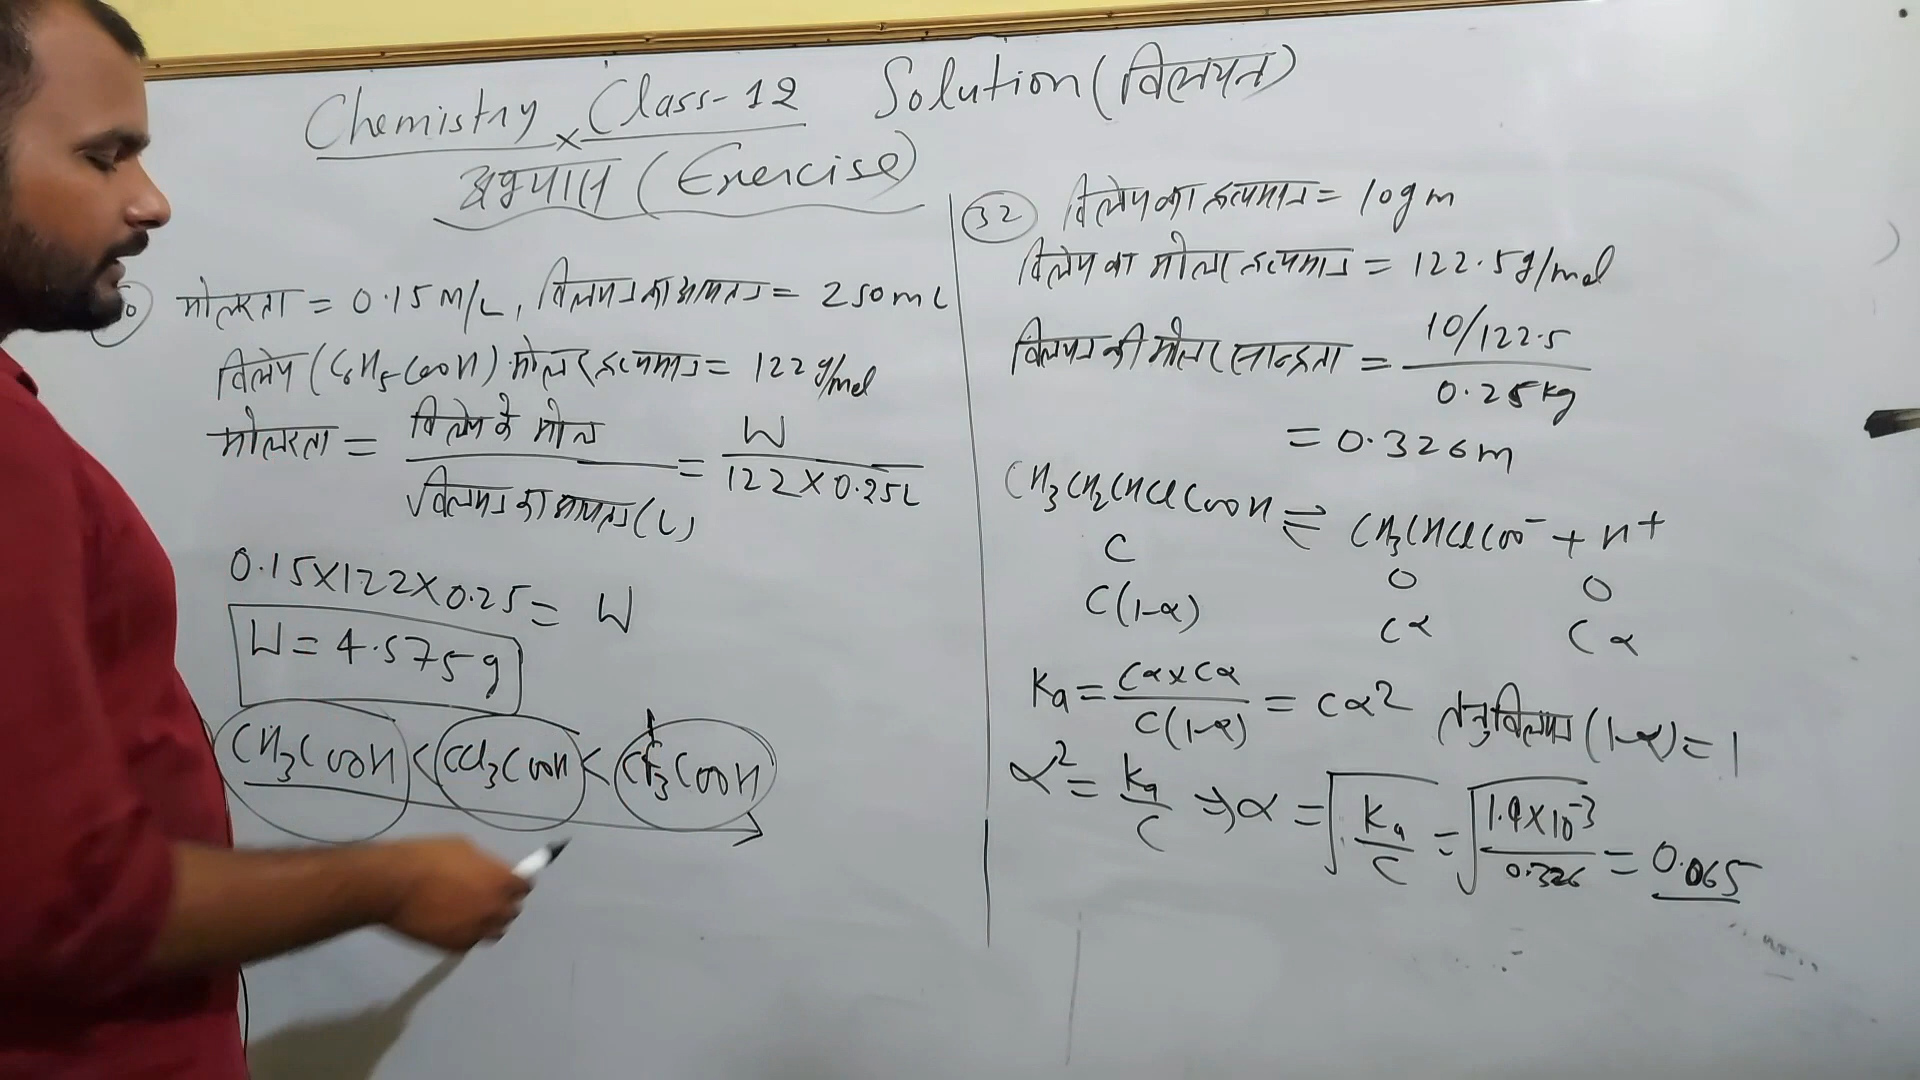 Chemistry × Class-12 Solution (विलयन)
अभ्यास (Exercise)
मोलरता = 0.15 M/L, विलयन का आयतन = 250 mL
विलेय (C6H5COOH) मोलर द्रव्यमान = 122 g/mol
मोलरता = विलेय के मोल / विलयन का आयतन (L) = W / 122 × 0.25L
0.15×122×0.25 = W
W = 4.575 g
CH3COOH < CCl3COOH < CF3COOH
32 विलेय का द्रव्यमान = 10 gm
विलेय का मोलर द्रव्यमान = 122.5 g/mol
विलयन की मोलर सान्द्रता = 10/122.5 / 0.25 kg
= 0.326 m
CH3CH2CHClCOOH ⇌ CH3CHClCOO⁻ + H⁺
C 0 0
C(1-α) Cα Cα
Ka = Cα×Cα / C(1-α) = Cα² तनु विलयन (1-α) = 1
α² = Ka / C ⇒ α = √Ka / C = √1.4×10⁻³ / 0.326 = 0.065